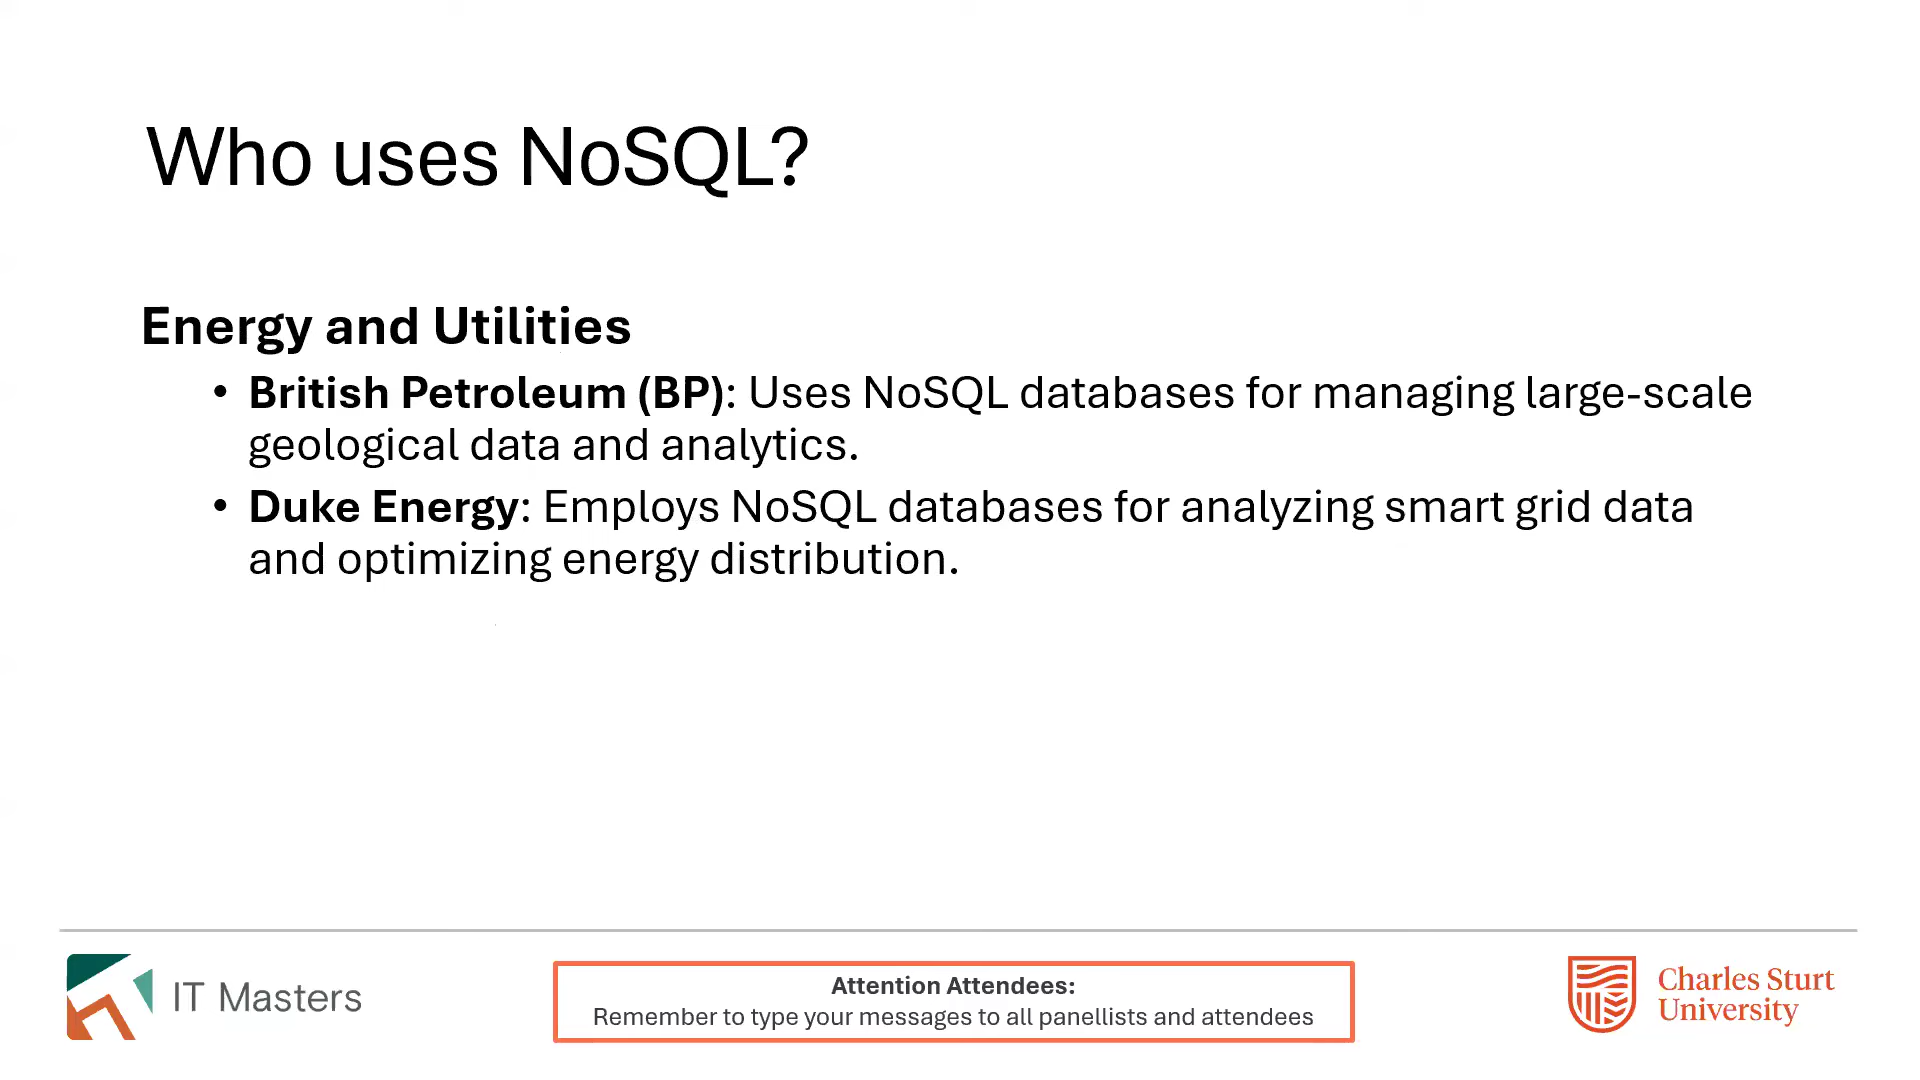 Who uses NoSQL?
Energy and Utilities
• British Petroleum (BP): Uses NoSQL databases for managing large-scale
geological data and analytics.
• Duke Energy: Employs NoSQL databases for analyzing smart grid data
and optimizing energy distribution.
IT Masters
Attention Attendees:
Remember to type your messages to all panellists and attendees
Charles Sturt
University